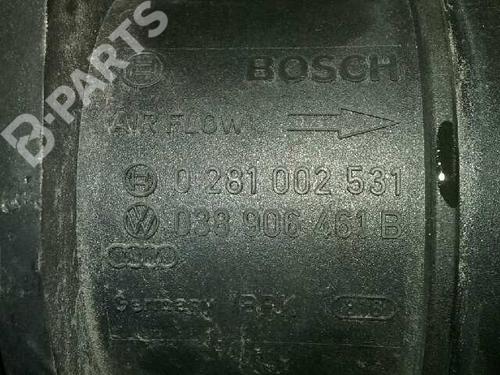 B-PARTS
BOSCH
AIR FLOW
0 281 002 531
038 906 461 B
Germany